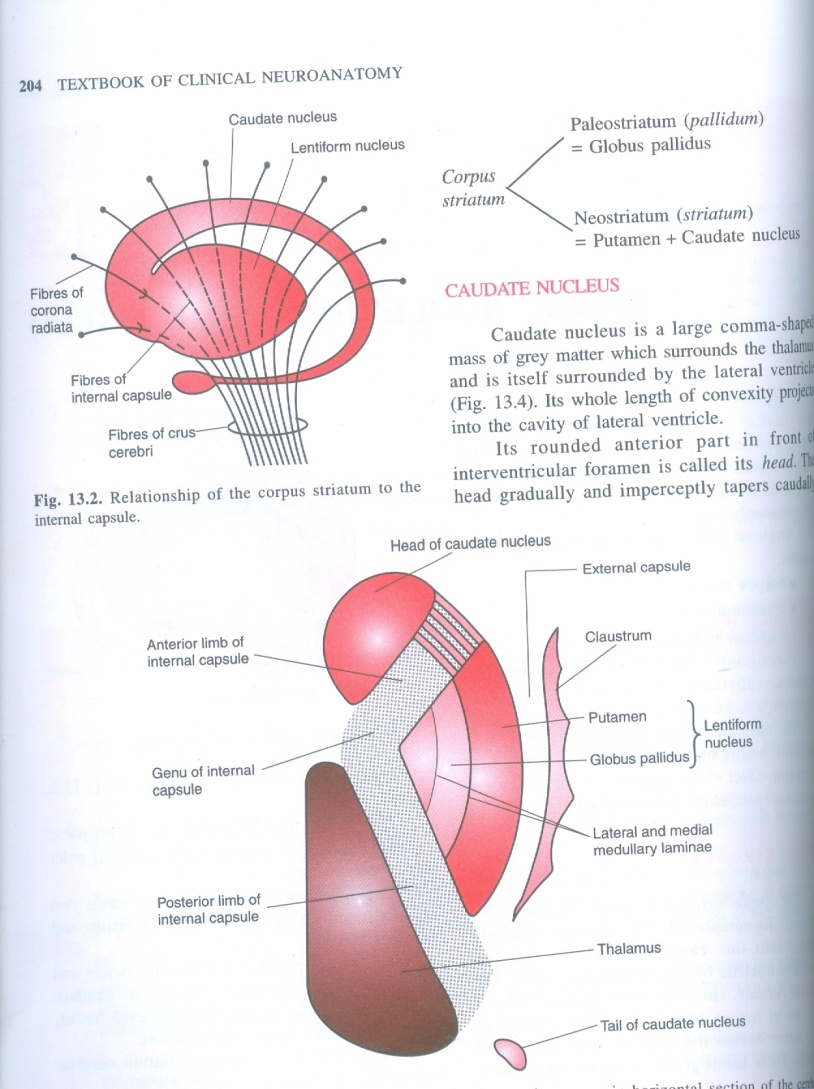 204 TEXTBOOK OF CLINICAL NEUROANATOMY
Caudate nucleus
Lentiform nucleus
Fibres of
corona
radiata
Fibres of
internal capsule
Fibres of crus
cerebri
Fig. 13.2. Relationship of the corpus striatum to the
internal capsule.
Corpus
striatum
Paleostriatum (pallidum)
= Globus pallidus
Neostriatum (striatum)
= Putamen + Caudate nucleus
CAUDATE NUCLEUS
Caudate nucleus is a large comma-shaped
mass of grey matter which surrounds the thalamus
and is itself surrounded by the lateral ventricle
(Fig. 13.4). Its whole length of convexity projects
into the cavity of lateral ventricle.
Its rounded anterior part in front of
interventricular foramen is called its head. The
head gradually and imperceptly tapers caudally
Head of caudate nucleus
External capsule
Claustrum
Anterior limb of
internal capsule
Putamen
Lentiform
nucleus
Globus pallidus
Genu of internal
capsule
Lateral and medial
medullary laminae
Posterior limb of
internal capsule
Thalamus
Tail of caudate nucleus
in horizontal section of the